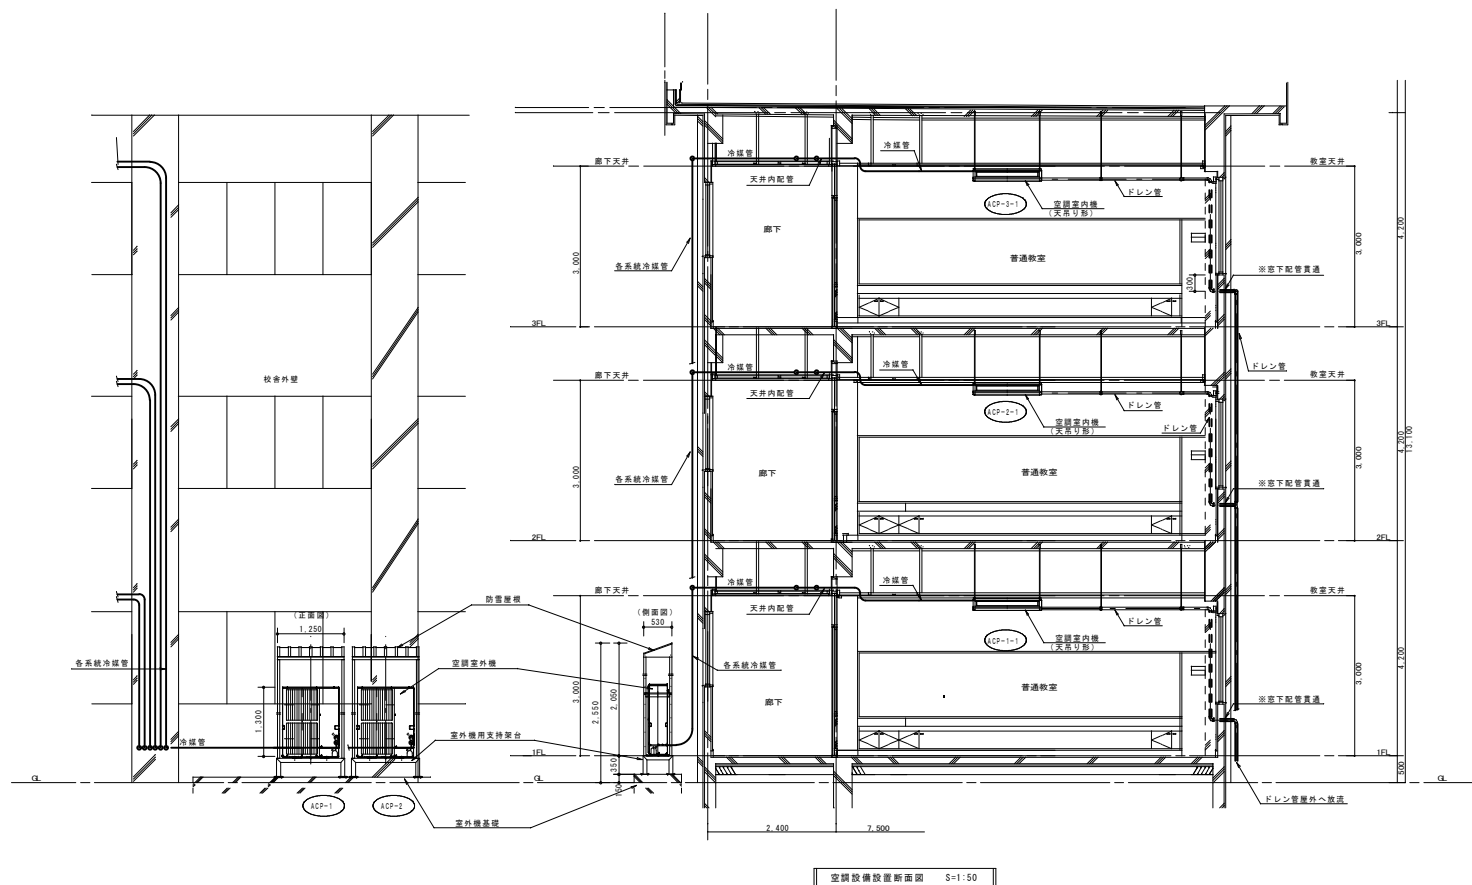 廊下天井
冷媒管
冷媒管
教室天井
天井内配管
ドレン管
ACP-3-1
空調室内機
(天吊り形)
廊下
各系統冷媒管
普通教室
3,000
300
※窓下配管貫通
3,000
4,200
3FL
3FL
校舎外壁
廊下天井
冷媒管
冷媒管
ドレン管
教室天井
天井内配管
ドレン管
ACP-2-1
空調室内機
(天吊り形)
ドレン管
廊下
各系統冷媒管
普通教室
3,000
※窓下配管貫通
3,000
4,200
13,100
2FL
2FL
廊下天井
冷媒管
冷媒管
教室天井
防雪屋根
天井内配管
ドレン管
(正面図)
1,250
(側面図)
530
ACP-1-1
空調室内機
(天吊り形)
各系統冷媒管
空調室外機
各系統冷媒管
普通教室
廊下
1,300
3,000
2,550
2,050
※窓下配管貫通
3,000
4,200
冷媒管
室外機用支持架台
1FL
1FL
350
500
GL
GL
GL
150
ACP-1
ACP-2
室外機基礎
ドレン管屋外へ放流
2,400
7,500
空調設備設置断面図 S=1:50